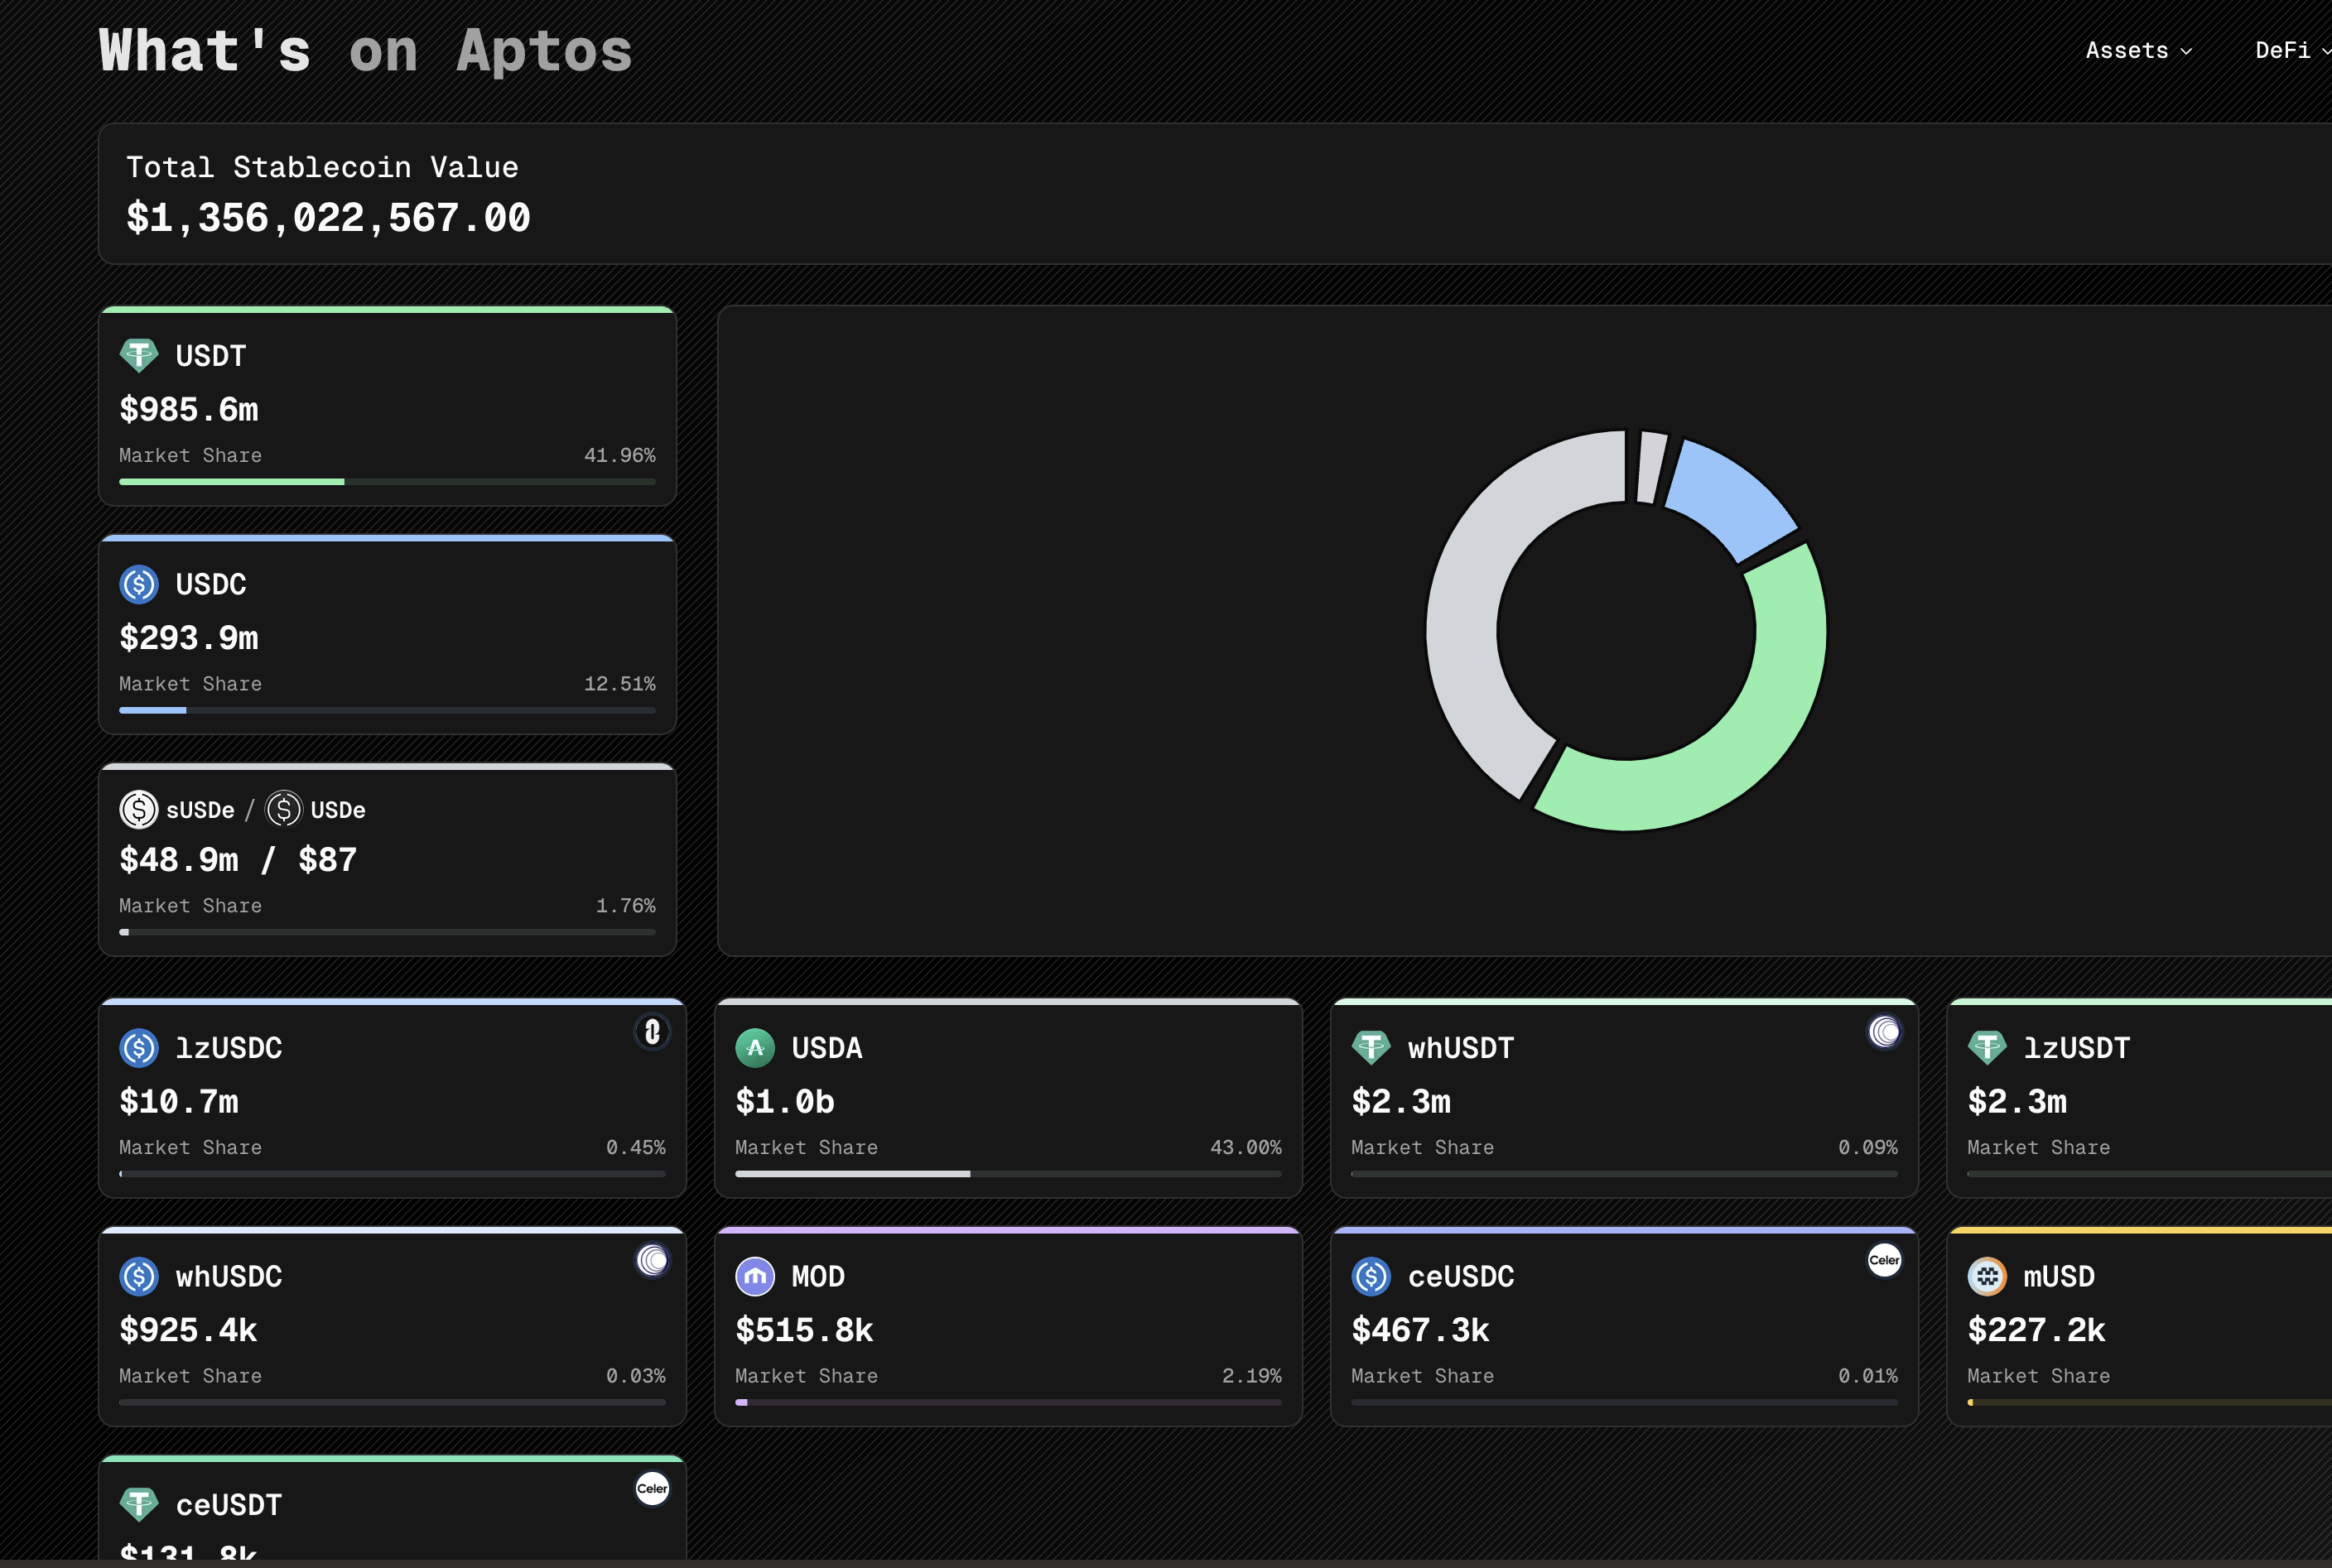 What's on Aptos
Assets
DeFi
Total Stablecoin Value
$1,356,022,567.00
USDT
$985.6m
Market Share 41.96%
USDC
$293.9m
Market Share 12.51%
sUSDe / USDe
$48.9m / $87
Market Share 1.76%
lzUSDC
$10.7m
Market Share 0.45%
USDA
$1.0b
Market Share 43.00%
whUSDT
$2.3m
Market Share 0.09%
lzUSDT
$2.3m
Market Share
whUSDC
$925.4k
Market Share 0.03%
MOD
$515.8k
Market Share 2.19%
ceUSDC
Celer
$467.3k
Market Share 0.01%
mUSD
$227.2k
Market Share
ceUSDT
Celer
$131.8k